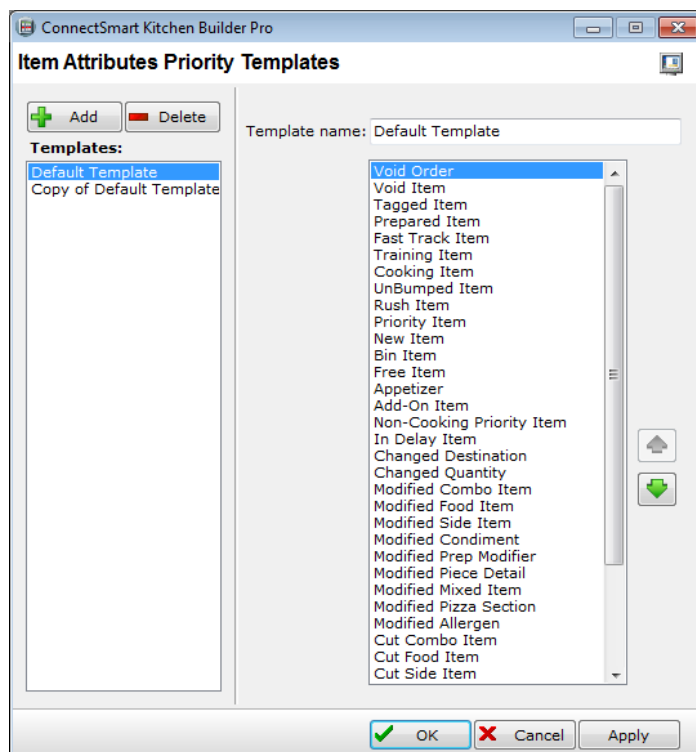 ConnectSmart Kitchen Builder Pro
Item Attributes Priority Templates
Add
Delete
Templates:
Default Template
Copy of Default Template
Template name: Default Template
Void Order
Void Item
Tagged Item
Prepared Item
Fast Track Item
Training Item
Cooking Item
UnBumped Item
Rush Item
Priority Item
New Item
Bin Item
Free Item
Appetizer
Add-On Item
Non-Cooking Priority Item
In Delay Item
Changed Destination
Changed Quantity
Modified Combo Item
Modified Food Item
Modified Side Item
Modified Condiment
Modified Prep Modifier
Modified Piece Detail
Modified Mixed Item
Modified Pizza Section
Modified Allergen
Cut Combo Item
Cut Food Item
Cut Side Item
OK
Cancel
Apply